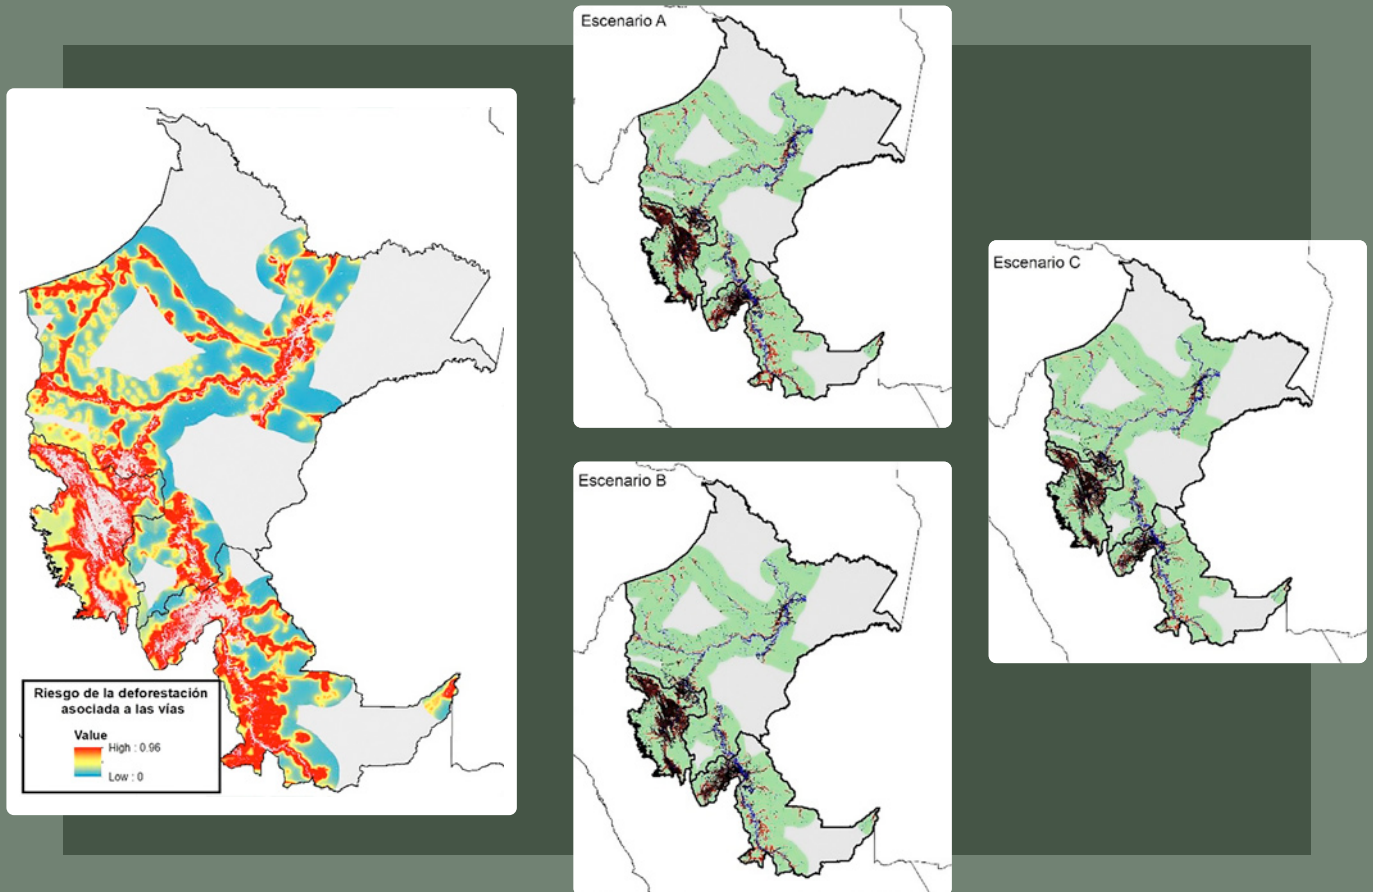 Escenario A
Riesgo de la deforestación
asociada a las vías
Value
High : 0.96
Low : 0
Escenario B
Escenario C